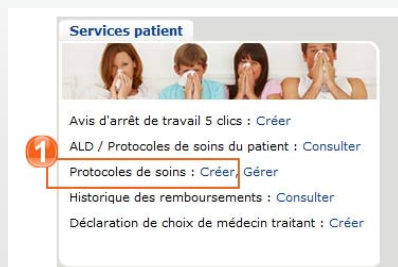 Services patient
Avis d'arrêt de travail 5 clics : Créer
ALD / Protocoles de soins du patient : Consulter
1
Protocoles de soins : Créer, Gérer
Historique des remboursements : Consulter
Déclaration de choix de médecin traitant : Créer